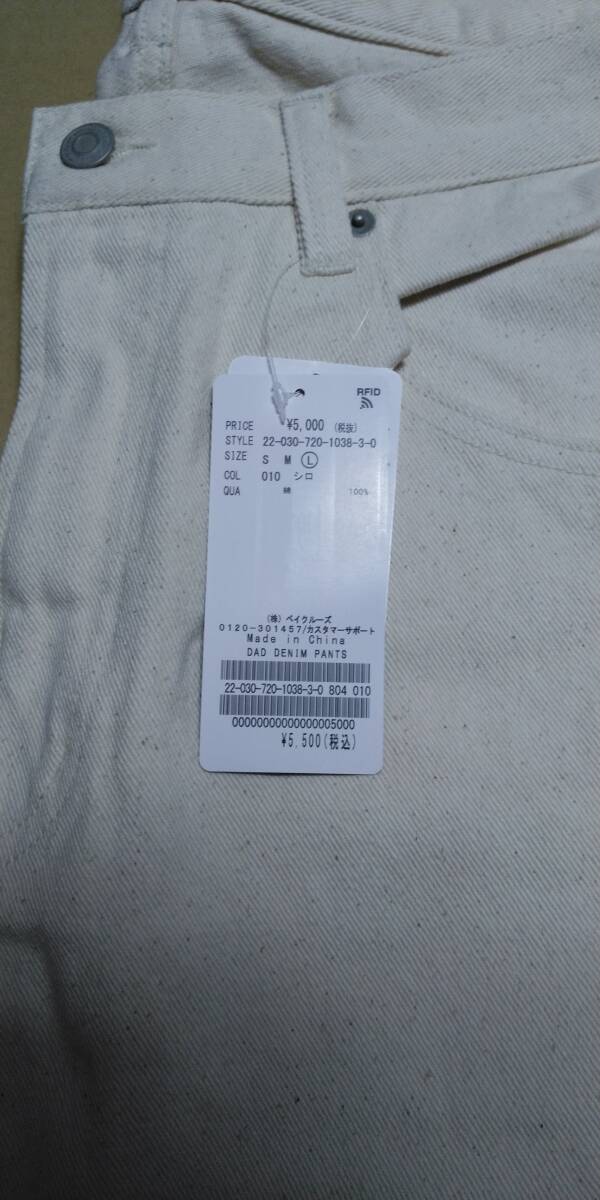 RFID
PRICE ¥5,000 (税抜)
STYLE 22-030-720-1038-3-0
SIZE S M L
COL 010 シロ
QUA 綿 100%
(株) ベイクルーズ
0120-301457/カスタマーサポート
Made in China
DAD DENIM PANTS
22-030-720-1038-3-0 804 010
00000000000000005000
¥5,500(税込)